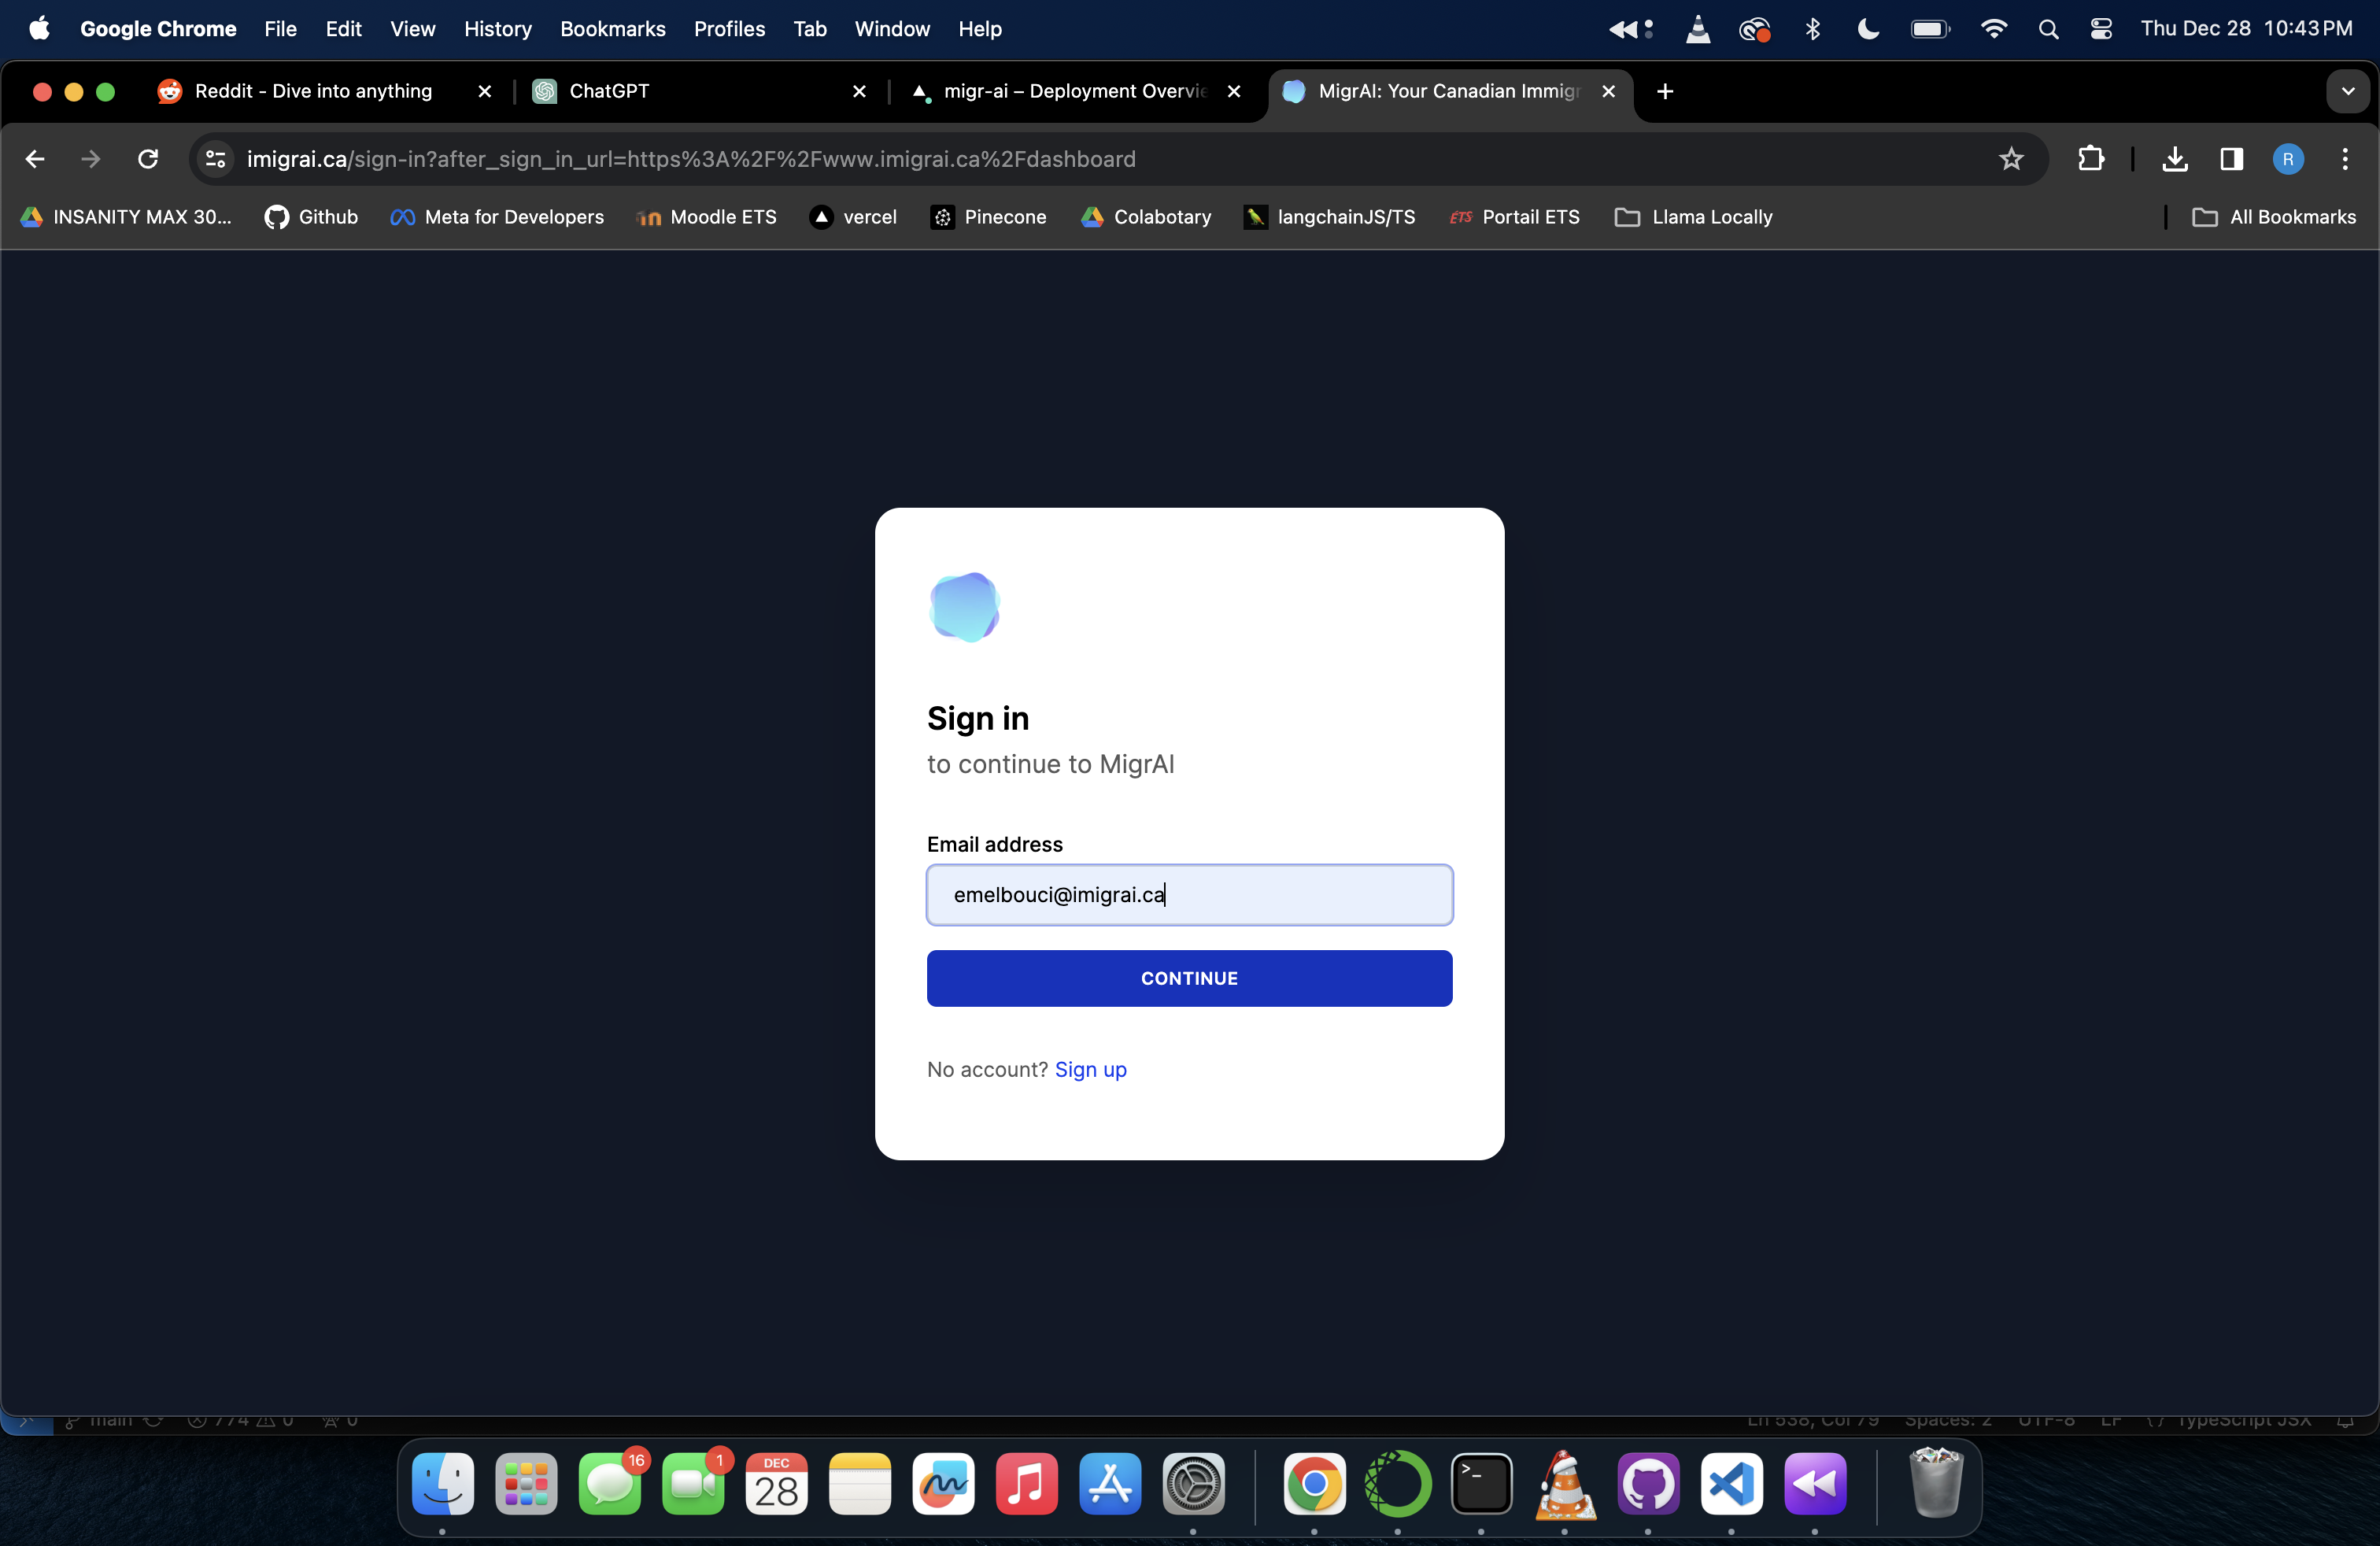 Google Chrome File Edit View History Bookmarks Profiles Tab Window Help Thu Dec 28 10:43 PM
Reddit - Dive into anything ChatGPT migr-ai – Deployment Overvie MigrAI: Your Canadian Immigr
imigrai.ca/sign-in?after_sign_in_url=https%3A%2F%2Fwww.imigrai.ca%2Fdashboard R
INSANITY MAX 30... Github Meta for Developers Moodle ETS vercel Pinecone Colabotary langchainJS/TS ÉTS Portail ETS Llama Locally All Bookmarks
Sign in
to continue to MigrAI
Email address
emelbouci@imigrai.ca
CONTINUE
No account? Sign up
main 774 0 0 Ln 538, Col 79 Spaces: 2 UTF-8 LF {} TypeScript JSX
16 1 DEC
28